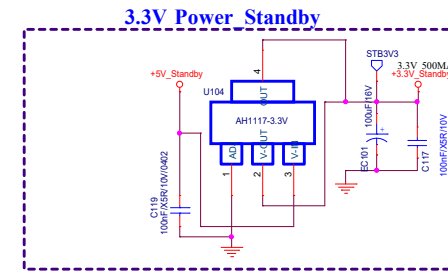 3.3V Power_Standby
STB3V3
3.3V 500MA
+5V_Standby
+3.3V_Standby
4
U104
OUT
AH1117-3.3V
100uF/16V
ADJ
V-OUT
V-IN
1
2
3
+
EC101
C117
100nF/X5R/10V
C119
100nF/X5R/10V/0402